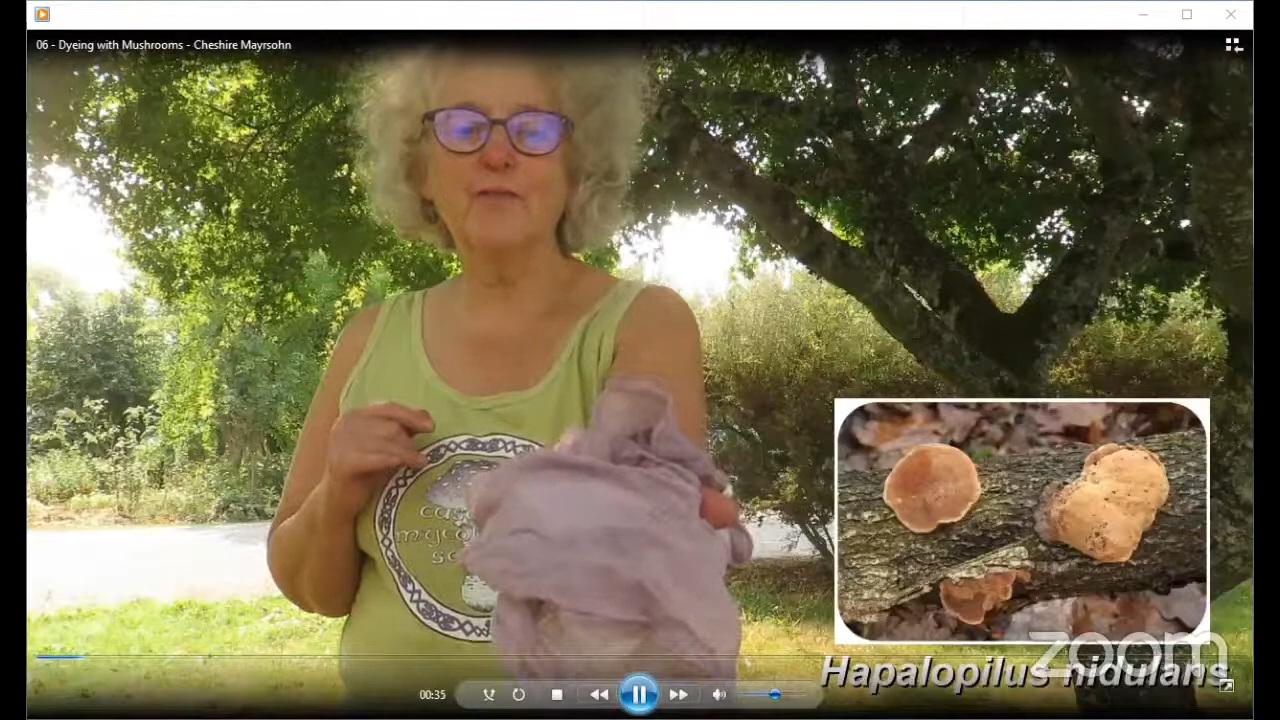 06 - Dyeing with Mushrooms - Cheshire Mayrsohn
zoom
Hapalopilus nidulans
00:35